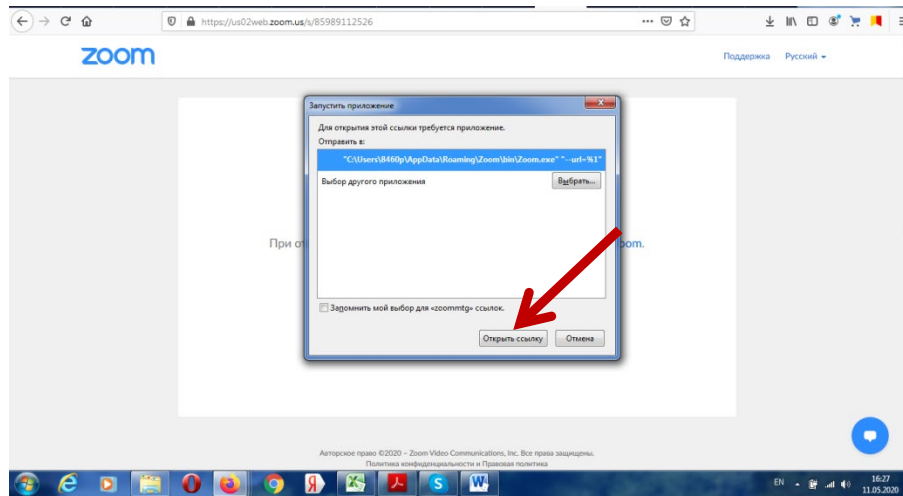 https://us02web.zoom.us/s/85989112526
zoom
Поддержка Русский
Запустить приложение
Для открытия этой ссылки требуется приложение.
Отправить в:
"C:\Users\8460p\AppData\Roaming\Zoom\bin\Zoom.exe" "--url=%1"
Выбор другого приложения
Выбрать...
При
oom.
Запомнить мой выбор для «zoommtg» ссылок.
Открыть ссылку Отмена
Авторское право ©2020 - Zoom Video Communications, Inc. Все права защищены.
Политика конфиденциальности и Правовая политика
EN
16:27
11.05.2020